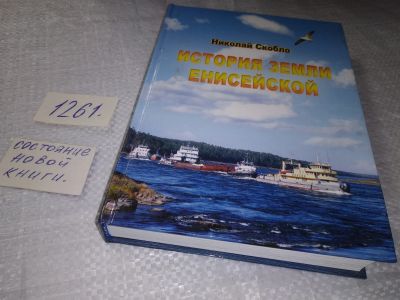 Николай Скобло
ИСТОРИЯ ЗЕМЛИ
ЕНИСЕЙСКОЙ
1261.
состояние
новой
книги.